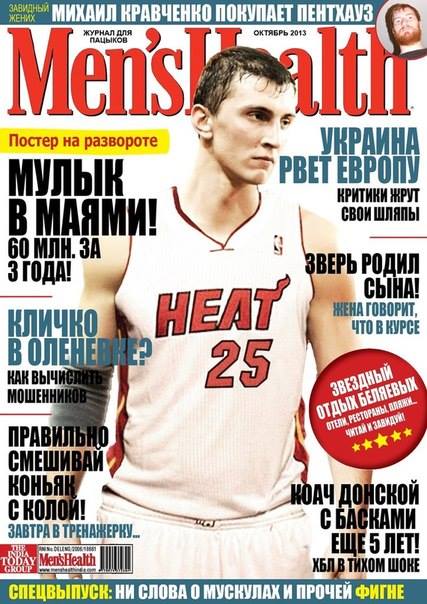 ЗАВИДНЫЙ
ЖЕНИХ
МИХАИЛ КРАВЧЕНКО ПОКУПАЕТ ПЕНТХАУЗ
ЖУРНАЛ ДЛЯ
ПАЦЫКОВ
ОКТЯБРЬ 2013
Men'sHealth
Постер на развороте
МУЛЫК
В МАЯМИ!
60 МЛН. ЗА
3 ГОДА!
УКРАИНА
РВЕТ ЕВРОПУ
КРИТИКИ ЖРУТ
СВОИ ШЛЯПЫ
ЗВЕРЬ РОДИЛ
СЫНА!
ЖЕНА ГОВОРИТ,
ЧТО В КУРСЕ
HEAT
25
КЛИЧКО
В ОЛЕНЕВКЕ?
КАК ВЫЧИСЛИТЬ
МОШЕННИКОВ
ЗВЕЗДНЫЙ
ОТДЫХ БЕЛЯЕВЫХ
ОТЕЛИ, РЕСТОРАНЫ, ПЛЯЖИ...
ЧИТАЙ И ЗАВИДУЙ!
ПРАВИЛЬНО
СМЕШИВАЙ
КОНЬЯК
С КОЛОЙ!
ЗАВТРА В ТРЕНАЖЕРКУ...
КОАЧ ДОНСКОЙ
С БАСКАМИ
ЕЩЕ 5 ЛЕТ!
ХБЛ В ТИХОМ ШОКЕ
THE
INDIA
TODAY
GROUP
Men'sHealth
www.menshealthindia.com
СПЕЦВЫПУСК: НИ СЛОВА О МУСКУЛАХ И ПРОЧЕЙ ФИГНЕ